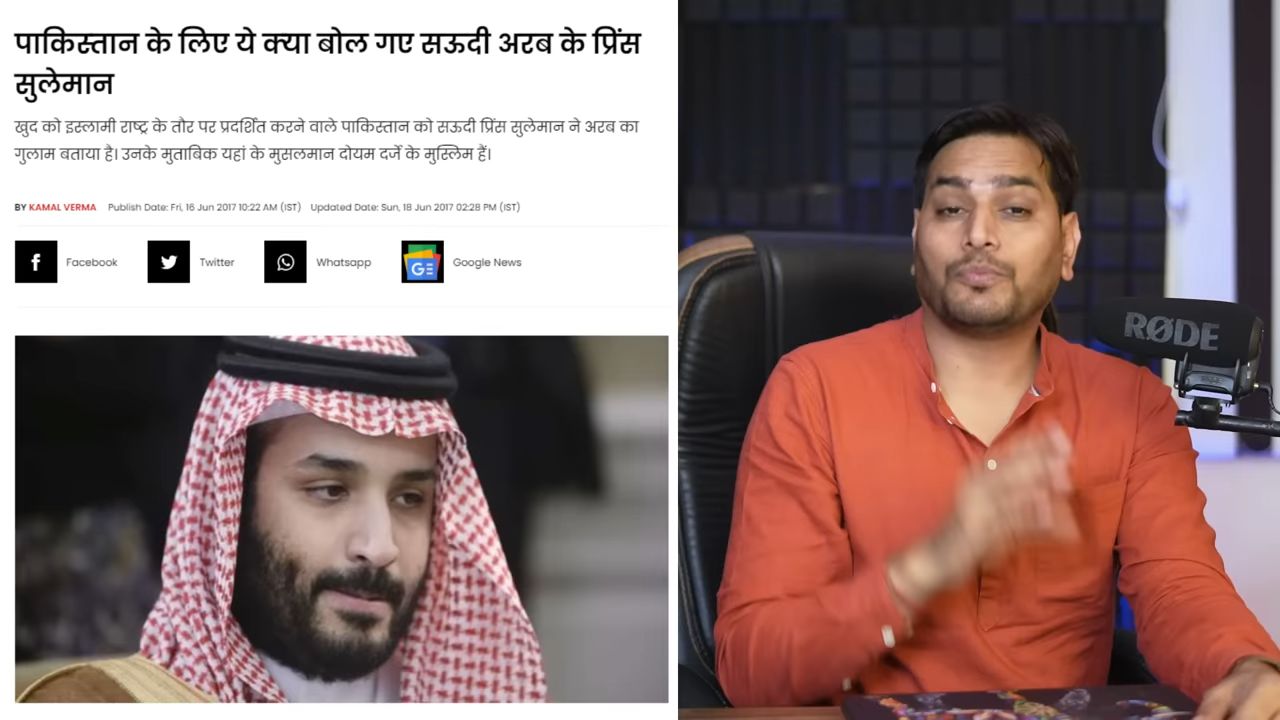 पाकिस्तान के लिए ये क्या बोल गए सऊदी अरब के प्रिंस
सुलेमान
खुद को इस्लामी राष्ट्र के तौर पर प्रदर्शित करने वाले पाकिस्तान को सऊदी प्रिंस सुलेमान ने अरब का
गुलाम बताया है। उनके मुताबिक यहां के मुसलमान दोयम दर्जे के मुस्लिम हैं।
BY KAMAL VERMA Publish Date: Fri, 16 Jun 2017 10:22 AM (IST) Updated Date: Sun, 18 Jun 2017 02:28 PM (IST)
f Facebook Twitter Whatsapp GE Google News
RØDE